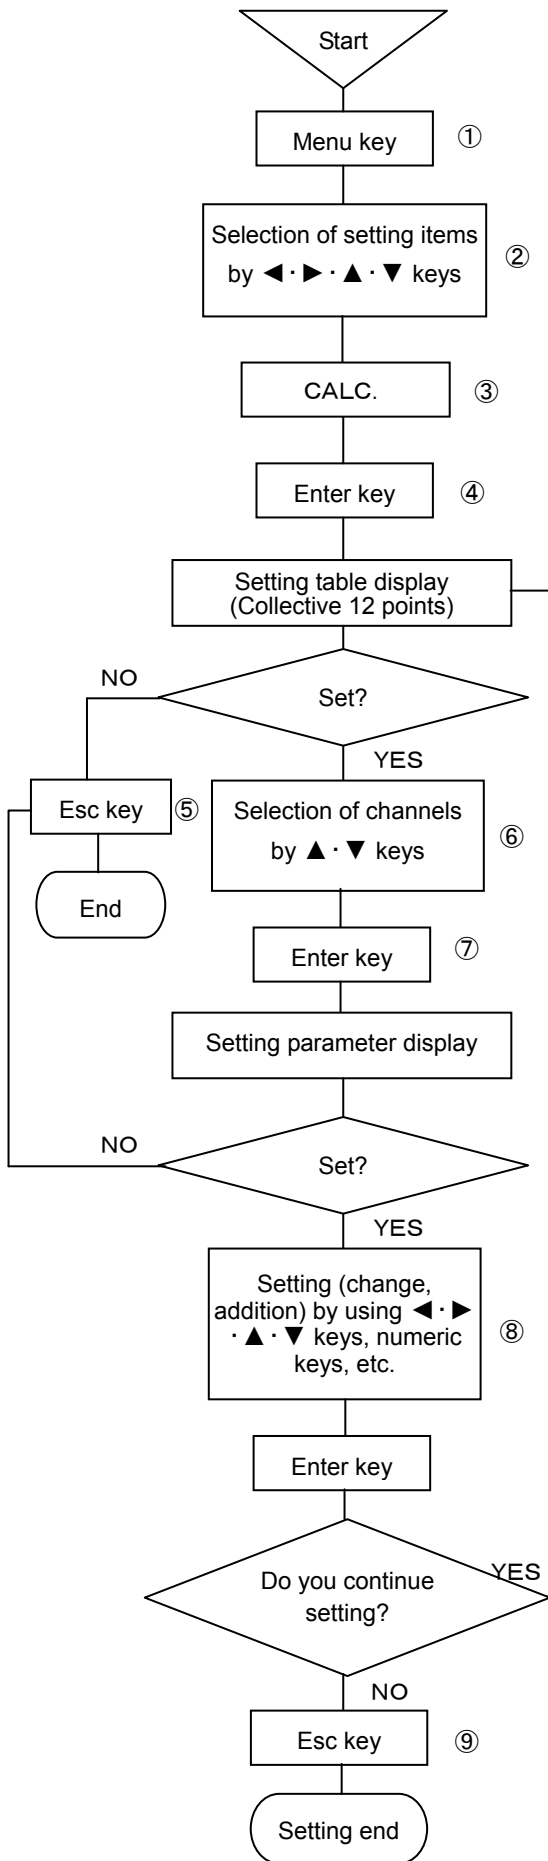 Start
Menu key ①
Selection of setting items
by ◀・▶・▲・▼ keys
②
CALC. ③
Enter key ④
Setting table display
(Collective 12 points)
NO
Set?
YES
Esc key ⑤
Selection of channels
by ▲・▼ keys
⑥
End
Enter key ⑦
Setting parameter display
NO
Set?
YES
Setting (change,
addition) by using ◀・▶
・▲・▼ keys, numeric
keys, etc.
⑧
Enter key
YES
Do you continue
setting?
NO
Esc key ⑨
Setting end